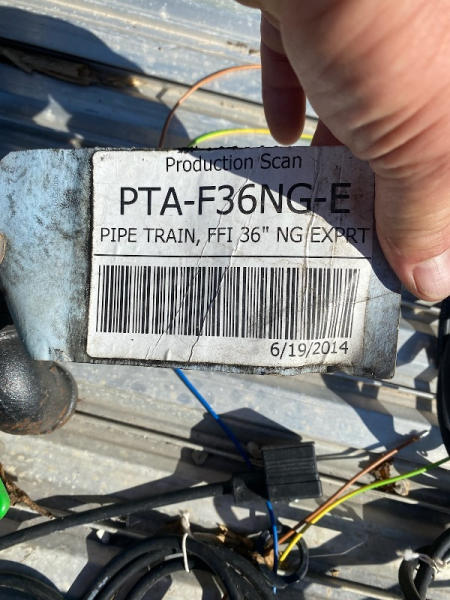 Production Scan
PTA-F36NG-E
PIPE TRAIN, FFI 36" NG EXPRT
6/19/2014